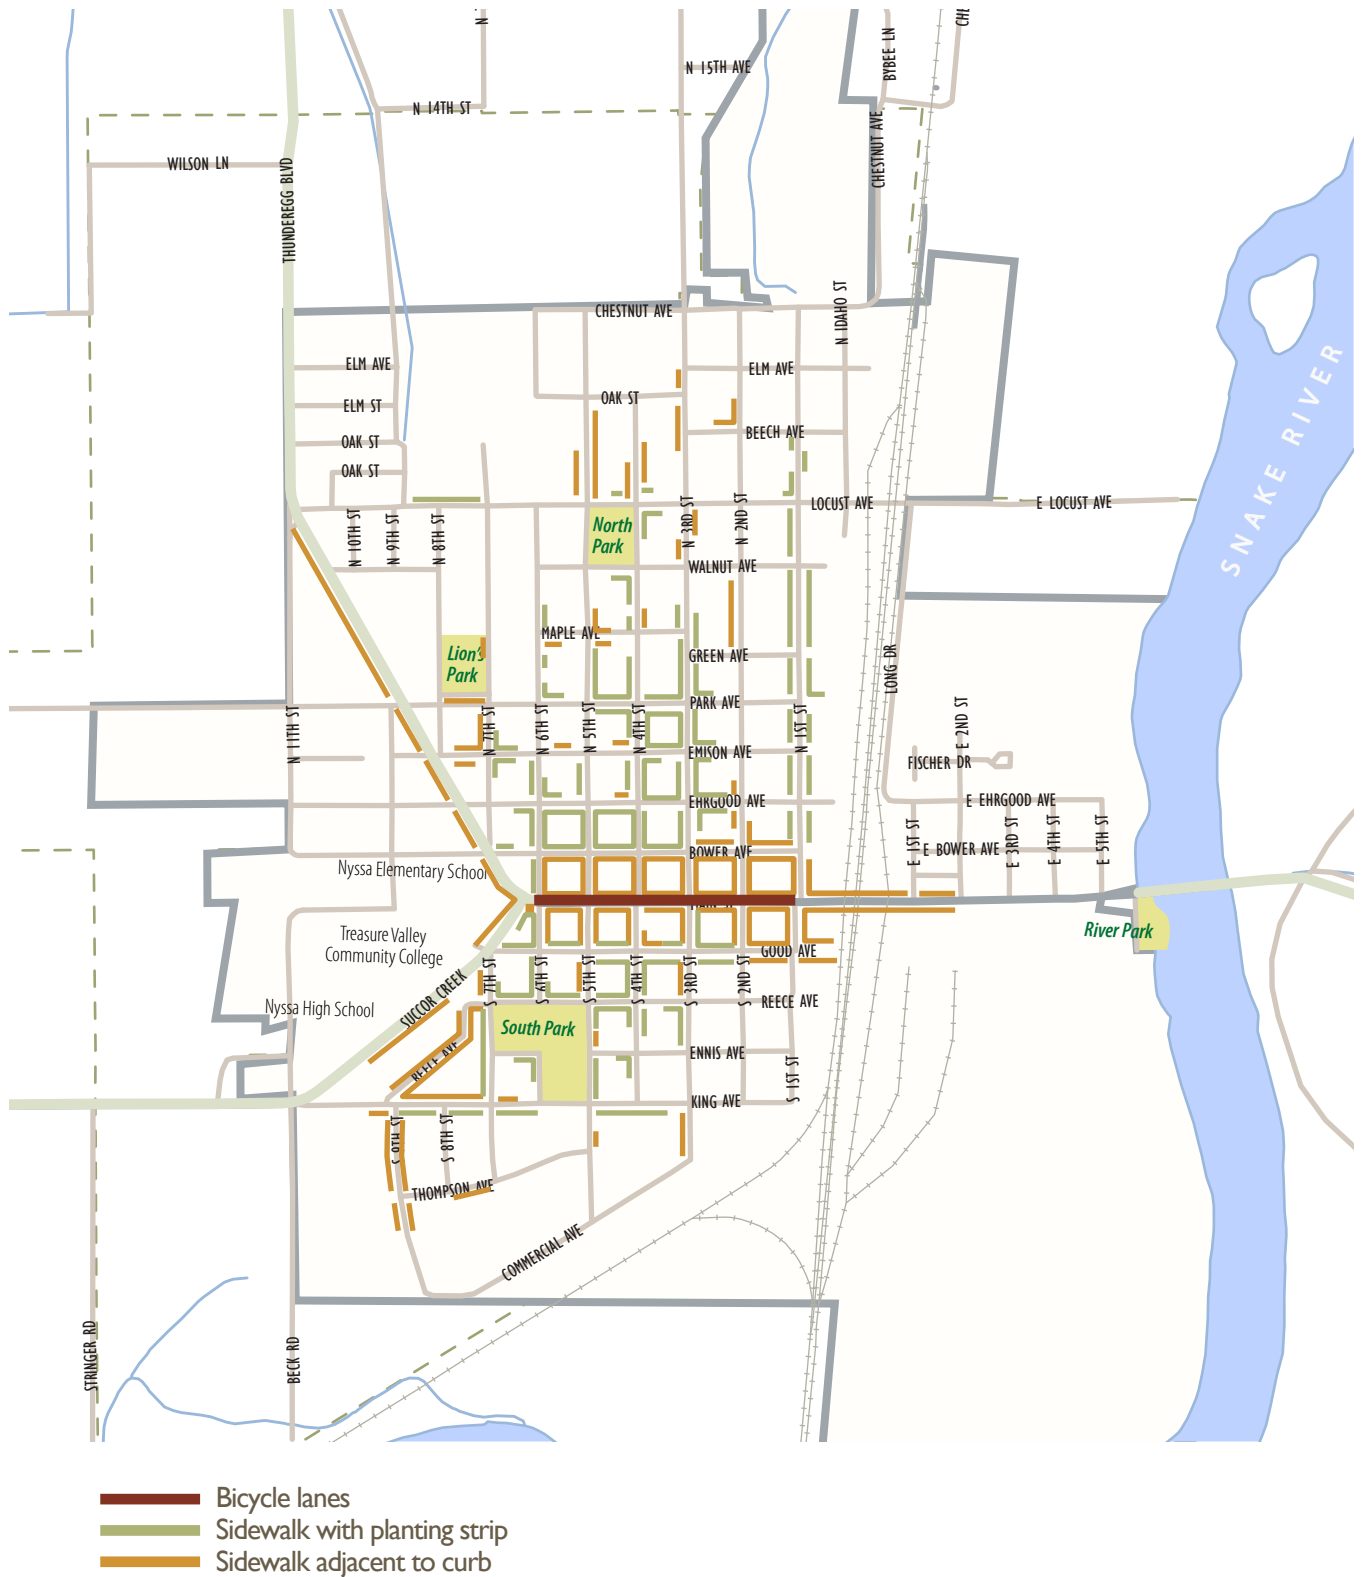 N
CHE
N 15TH AVE
BYBEE LN
N 14TH ST
CHESTNUT AVE
WILSON LN
THUNDEREGG BLVD
CHESTNUT AVE
N IDAHO ST
ELM AVE
ELM AVE
ELM ST
OAK ST
OAK ST
BEECH AVE
OAK ST
SNAKE RIVER
LOCUST AVE
E LOCUST AVE
N 10TH ST
N 9TH ST
N 8TH ST
North
Park
N 3RD ST
N 2ND ST
WALNUT AVE
MAPLE AVE
Lion's
Park
GREEN AVE
LONG DR
PARK AVE
N 11TH ST
N 7TH ST
N 6TH ST
N 5TH ST
N 4TH ST
N 1ST ST
E 2ND ST
EMISON AVE
FISCHER DR
EHRGOOD AVE
E EHRGOOD AVE
E 1ST ST
E BOWER AVE
E 3RD ST
E 4TH ST
E 5TH ST
BOWER AVE
Nyssa Elementary School
Treasure Valley
Community College
River Park
GOOD AVE
Nyssa High School
SUCCOR CREEK
S 7TH ST
S 6TH ST
S 5TH ST
S 4TH ST
S 3RD ST
S 2ND ST
REECE AVE
South Park
REECE AVE
ENNIS AVE
S 1ST ST
KING AVE
S 9TH ST
S 8TH ST
THOMPSON AVE
COMMERCIAL AVE
STRINGER RD
BECK RD
Bicycle lanes
Sidewalk with planting strip
Sidewalk adjacent to curb